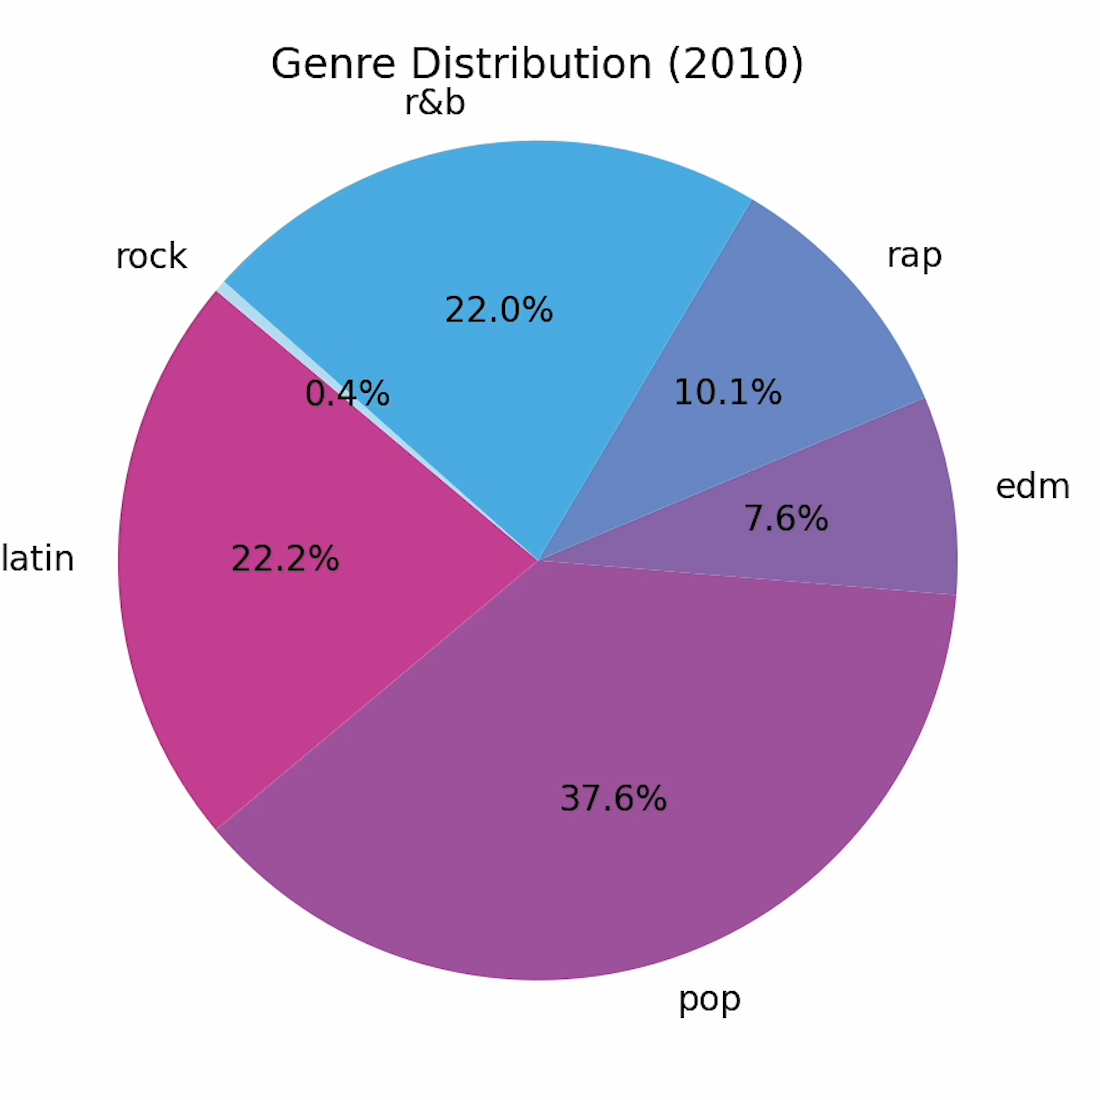 Genre Distribution (2010)
r&b
rock
rap
22.0%
0.4%
10.1%
edm
7.6%
latin
22.2%
37.6%
pop